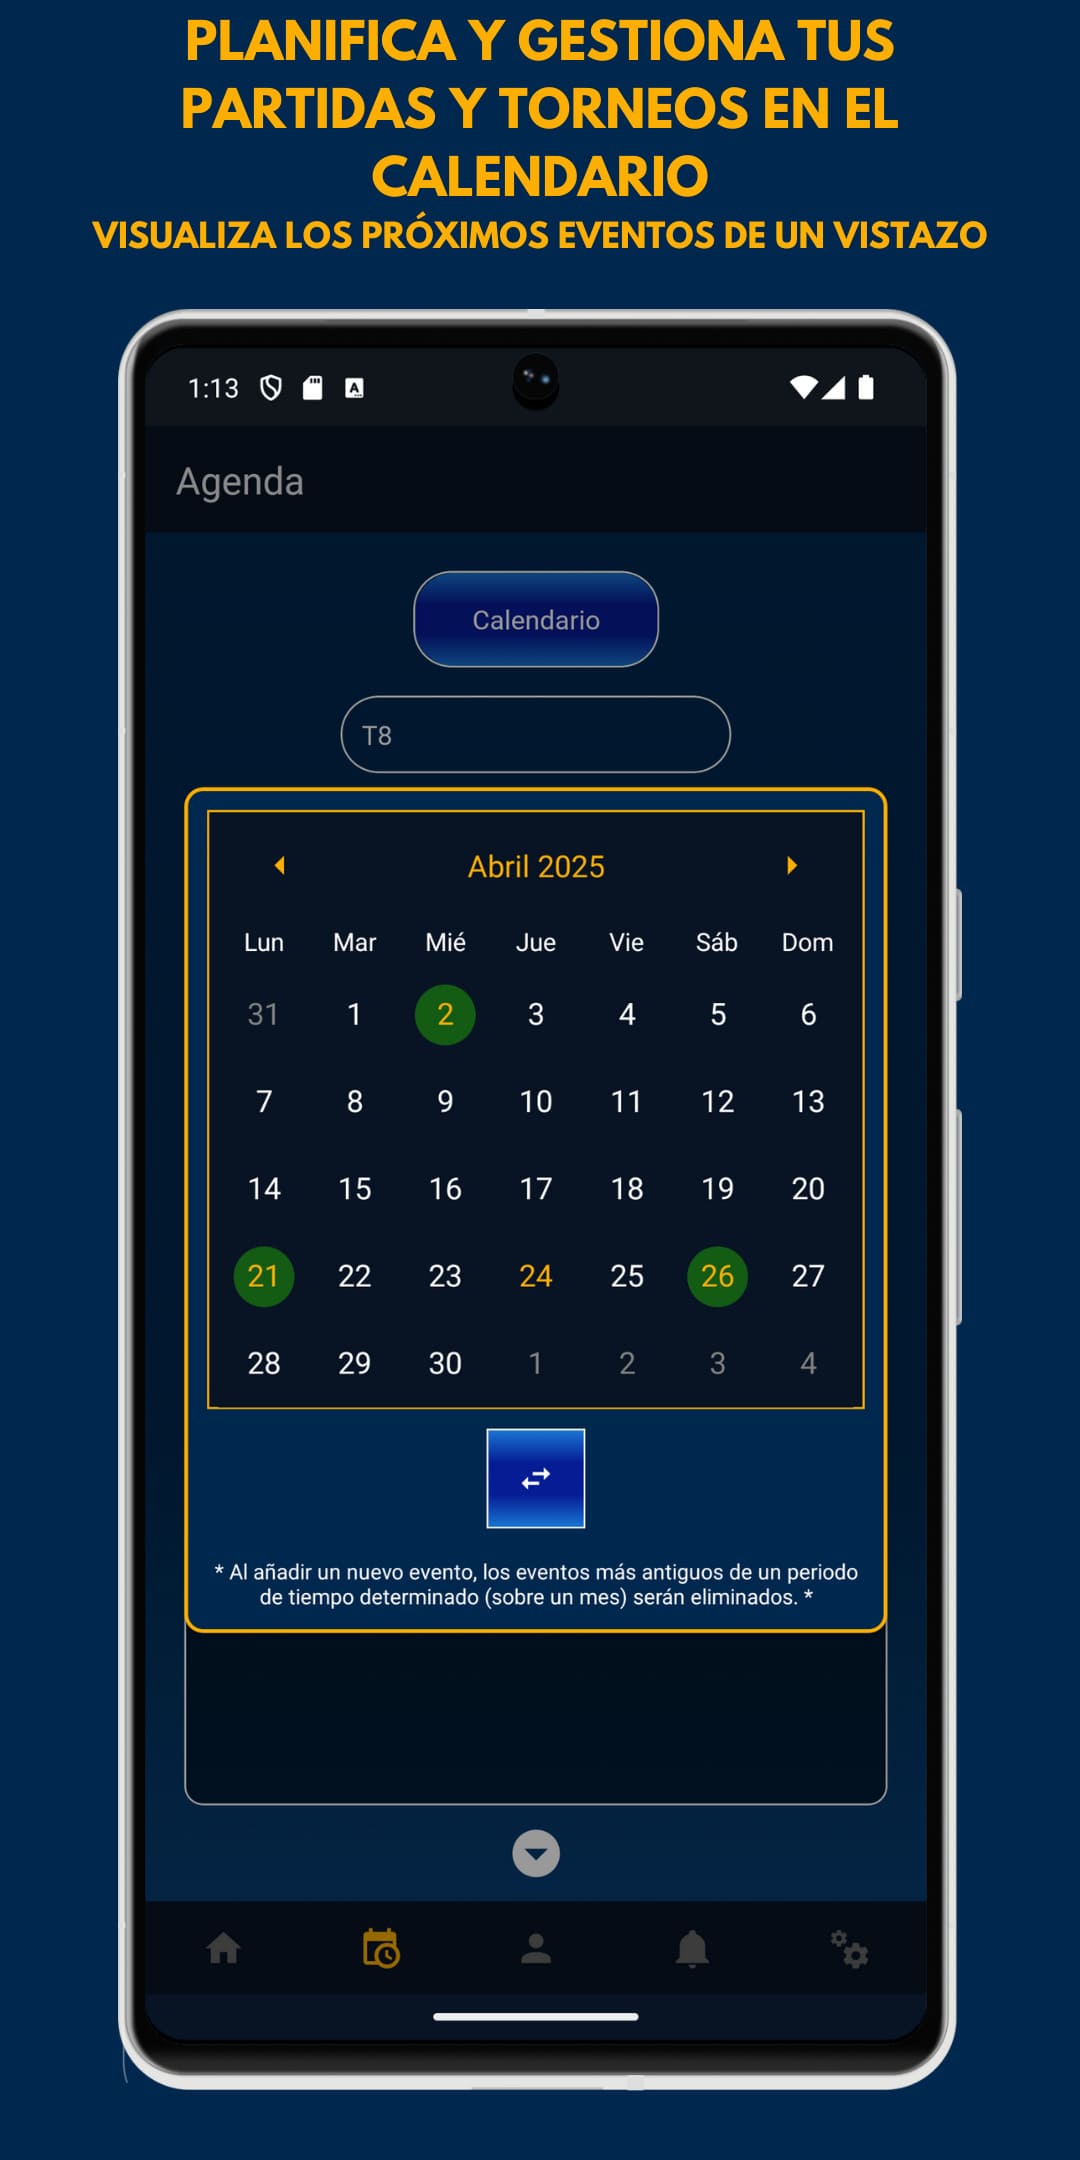 PLANIFICA Y GESTIONA TUS
PARTIDAS Y TORNEOS EN EL
CALENDARIO
VISUALIZA LOS PRÓXIMOS EVENTOS DE UN VISTAZO
1:13
A
Agenda
Calendario
T8
Abril 2025
Lun Mar Mié Jue Vie Sáb Dom
31 1 2 3 4 5 6
7 8 9 10 11 12 13
14 15 16 17 18 19 20
21 22 23 24 25 26 27
28 29 30 1 2 3 4
* Al añadir un nuevo evento, los eventos más antiguos de un periodo
de tiempo determinado (sobre un mes) serán eliminados. *